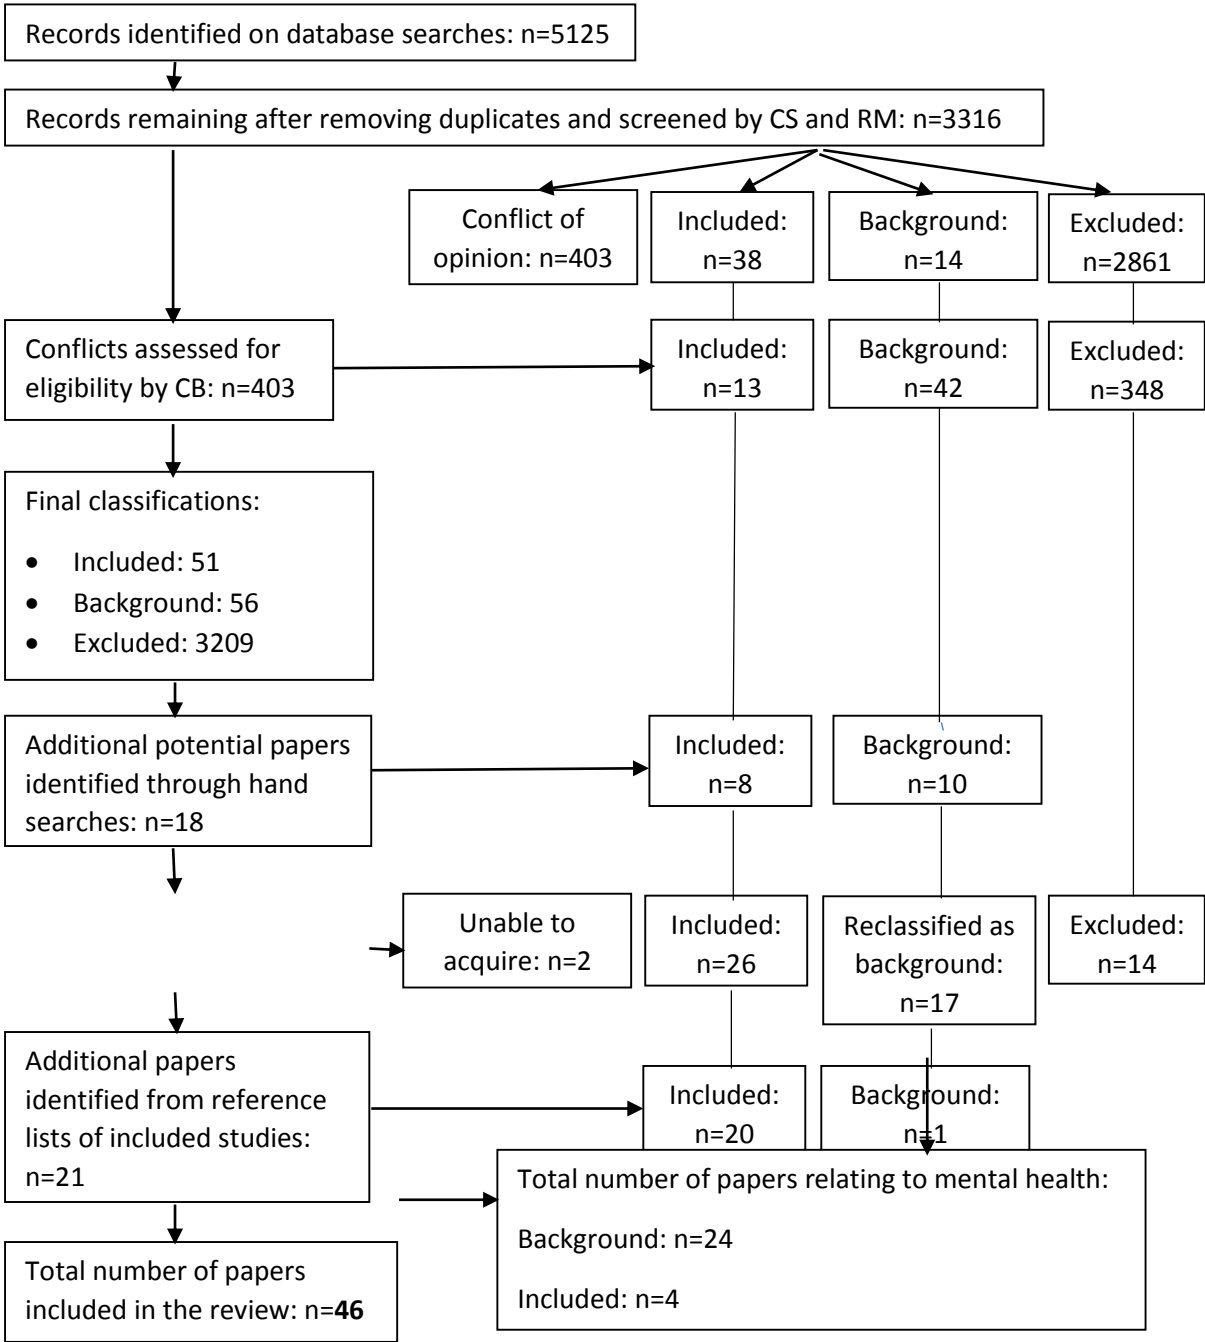 Records identified on database searches: n=5125
Records remaining after removing duplicates and screened by CS and RM: n=3316
Conflict of
opinion: n=403
Included:
n=38
Background:
n=14
Excluded:
n=2861
Conflicts assessed for
eligibility by CB: n=403
Included:
n=13
Background:
n=42
Excluded:
n=348
Final classifications:
• Included: 51
• Background: 56
• Excluded: 3209
Additional potential papers
identified through hand
searches: n=18
Included:
n=8
Background:
n=10
Unable to
acquire: n=2
Included:
n=26
Reclassified as
background:
n=17
Excluded:
n=14
Additional papers
identified from reference
lists of included studies:
n=21
Included:
n=20
Background:
n=1
Total number of papers relating to mental health:
Background: n=24
Included: n=4
Total number of papers
included in the review: n=46